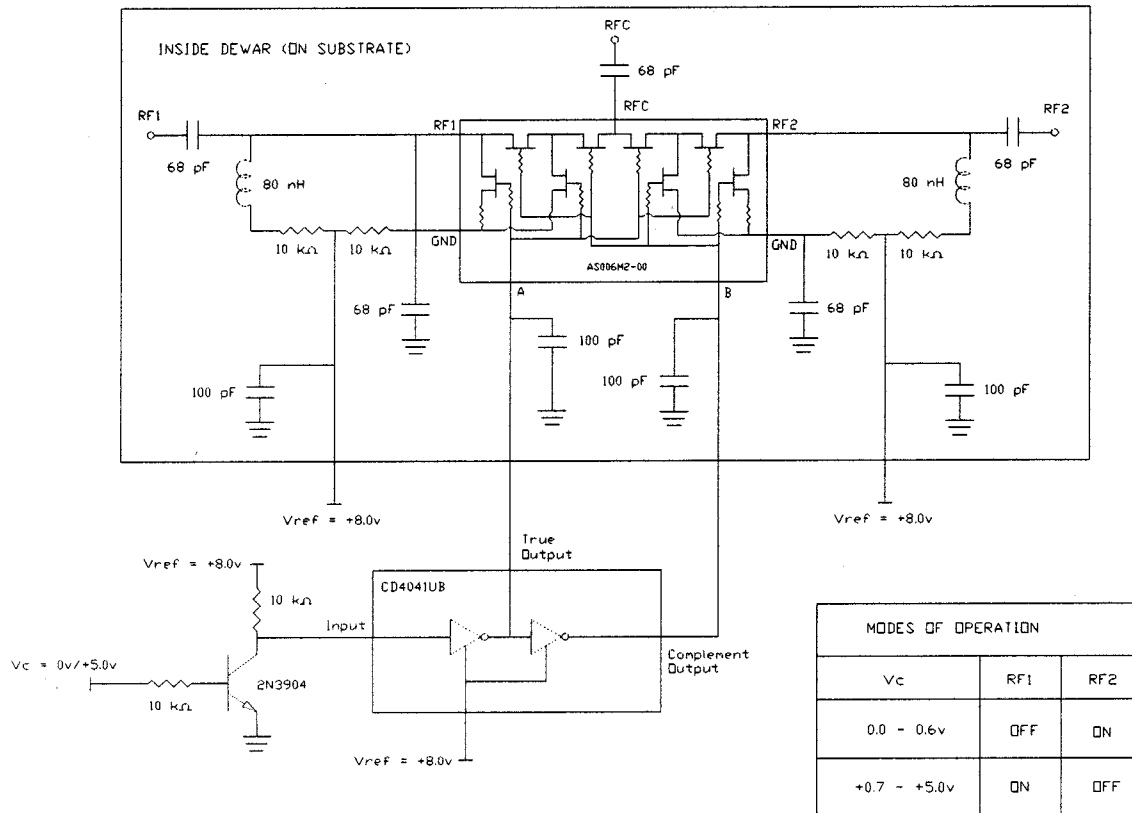 INSIDE DEWAR (ON SUBSTRATE)
RFC
68 pF
RFC
RF1
RF1
RF2
RF2
68 pF
68 pF
80 nH
80 nH
GND
GND
10 kΩ
10 kΩ
10 kΩ
10 kΩ
AS006M2-00
A
B
68 pF
68 pF
100 pF
100 pF
100 pF
100 pF
Vref = +8.0v
Vref = +8.0v
True
Output
Vref = +8.0v
CD4041UB
10 kΩ
Input
Vc = 0v/+5.0v
Complement
Output
2N3904
10 kΩ
Vref = +8.0v
MODES OF OPERATION
Vc RF1 RF2
0.0 - 0.6v OFF ON
+0.7 - +5.0v ON OFF